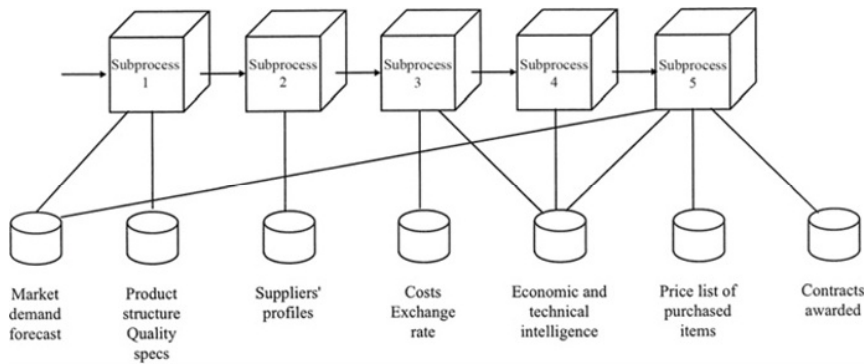 Subprocess
1
Subprocess
2
Subprocess
3
Subprocess
4
Subprocess
5
Market
demand
forecast
Product
structure
Quality
specs
Suppliers'
profiles
Costs
Exchange
rate
Economic and
technical
intelligence
Price list of
purchased
items
Contracts
awarded